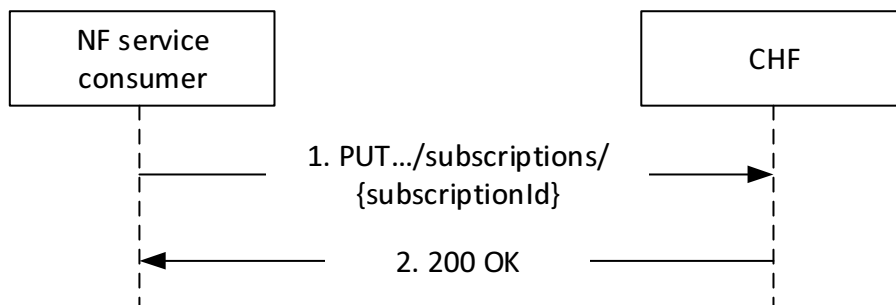 NF service
consumer
CHF
1. PUT…/subscriptions/
{subscriptionId}
2. 200 OK